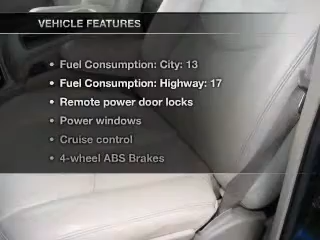 VEHICLE FEATURES
• Fuel Consumption: City: 13
• Fuel Consumption: Highway: 17
• Remote power door locks
• Power windows
• Cruise control
• 4-wheel ABS Brakes